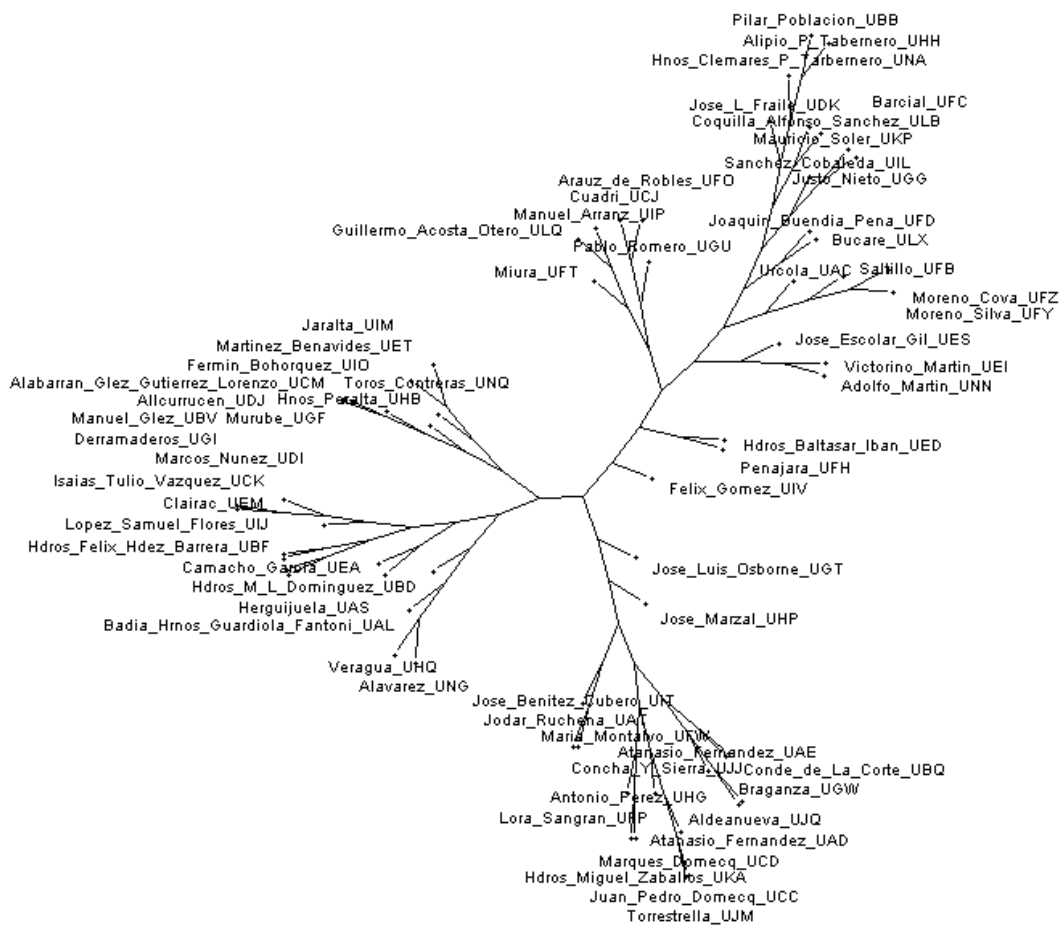 Pilar_Poblacion_UBB
Alipio_P_Tabernero_UHH
Hnos_Clemares_P_Tarbernero_UNA
Jose_L_Fraile_UDK
Barcial_UFC
Coquilla_Alfonso_Sanchez_ULB
Mauricio_Soler_UKP
Sanchez_Cobaleda_UIL
Arauz_de_Robles_UFO
Justo_Nieto_UGG
Cuadri_UCJ
Manuel_Arranz_UIP
Joaquin_Buendia_Pena_UFD
Guillermo_Acosta_Otero_ULQ
Pablo_Romero_UGU
Bucare_ULX
Miura_UFT
Urcola_UAC
Saltillo_UFB
Moreno_Cova_UFZ
Moreno_Silva_UFY
Jaralta_UIM
Jose_Escolar_Gil_UES
Martinez_Benavides_UET
Fermin_Bohorquez_UIO
Victorino_Martin_UEI
Alabarran_Glez_Gutierrez_Lorenzo_UCM
Toros_Contreras_UNQ
Adolfo_Martin_UNN
Allcurrucen_UDJ
Hnos_Peralta_UHB
Manuel_Glez_UBV
Murube_UGF
Derramaderos_UGI
Hdros_Baltasar_Iban_UED
Marcos_Nunez_UDI
Penajara_UFH
Isaias_Tulio_Vazquez_UCK
Felix_Gomez_UIV
Clairac_UEM
Lopez_Samuel_Flores_UIJ
Hdros_Felix_Hdez_Barrera_UBF
Camacho_Garcia_UEA
Jose_Luis_Osborne_UGT
Hdros_M_L_Dominguez_UBD
Herguijuela_UAS
Jose_Marzal_UHP
Badia_Hrnos_Guardiola_Fantoni_UAL
Veragua_UHQ
Alavarez_UNG
Jose_Benitez_Cubero_UIT
Jodar_Ruchena_UAT
Maria_Montalvo_UFW
Atanasio_Fernandez_UAE
Concha_Y_Sierra_UJJ
Conde_de_La_Corte_UBQ
Braganza_UGW
Antonio_Perez_UHG
Lora_Sangran_UFP
Aldeanueva_UJQ
Atanasio_Fernandez_UAD
Marques_Domecq_UCD
Hdros_Miguel_Zaballos_UKA
Juan_Pedro_Domecq_UCC
Torrestrella_UJM